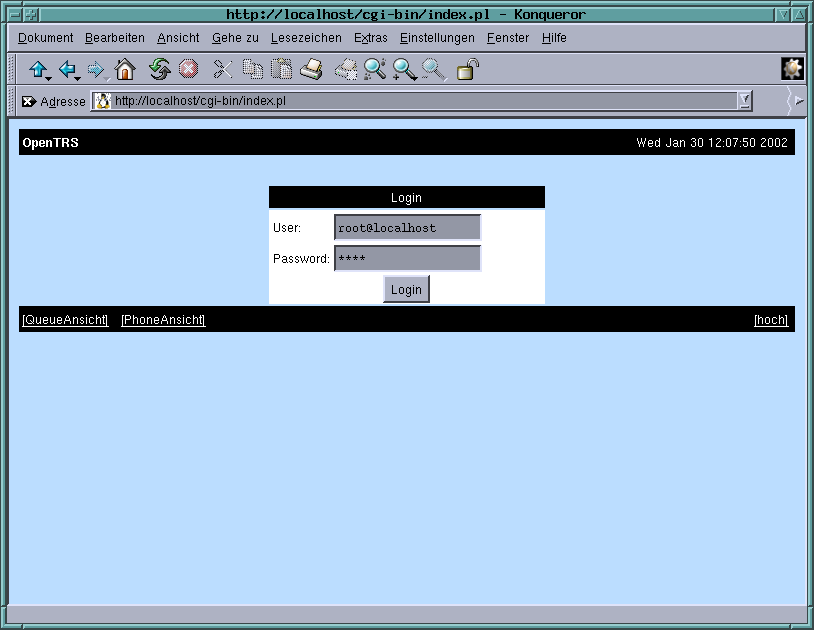 http://localhost/cgi-bin/index.pl - Konqueror
Dokument Bearbeiten Ansicht Gehe zu Lesezeichen Extras Einstellungen Fenster Hilfe
Adresse http://localhost/cgi-bin/index.pl
OpenTRS Wed Jan 30 12:07:50 2002
Login
User: root@localhost
Password: ****
Login
[QueueAnsicht] [PhoneAnsicht] [hoch]